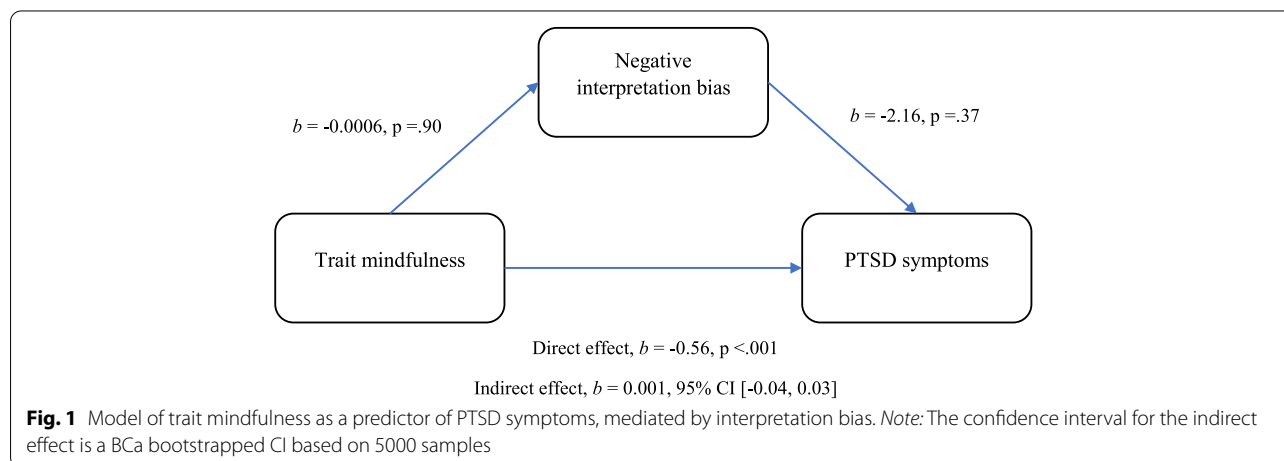 Negative
interpretation bias
b = -0.0006, p =.90
b = -2.16, p =.37
Trait mindfulness
PTSD symptoms
Direct effect, b = -0.56, p <.001
Indirect effect, b = 0.001, 95% CI [-0.04, 0.03]
Fig. 1 Model of trait mindfulness as a predictor of PTSD symptoms, mediated by interpretation bias. Note: The confidence interval for the indirect
effect is a BCa bootstrapped CI based on 5000 samples